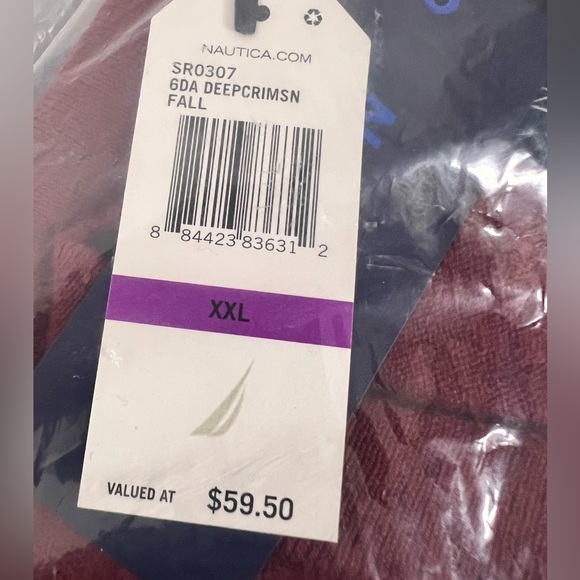 NAUTICA.COM
SR0307
6DA DEEPCRIMSN
FALL
8 84423 83631 2
XXL
VALUED AT $59.50